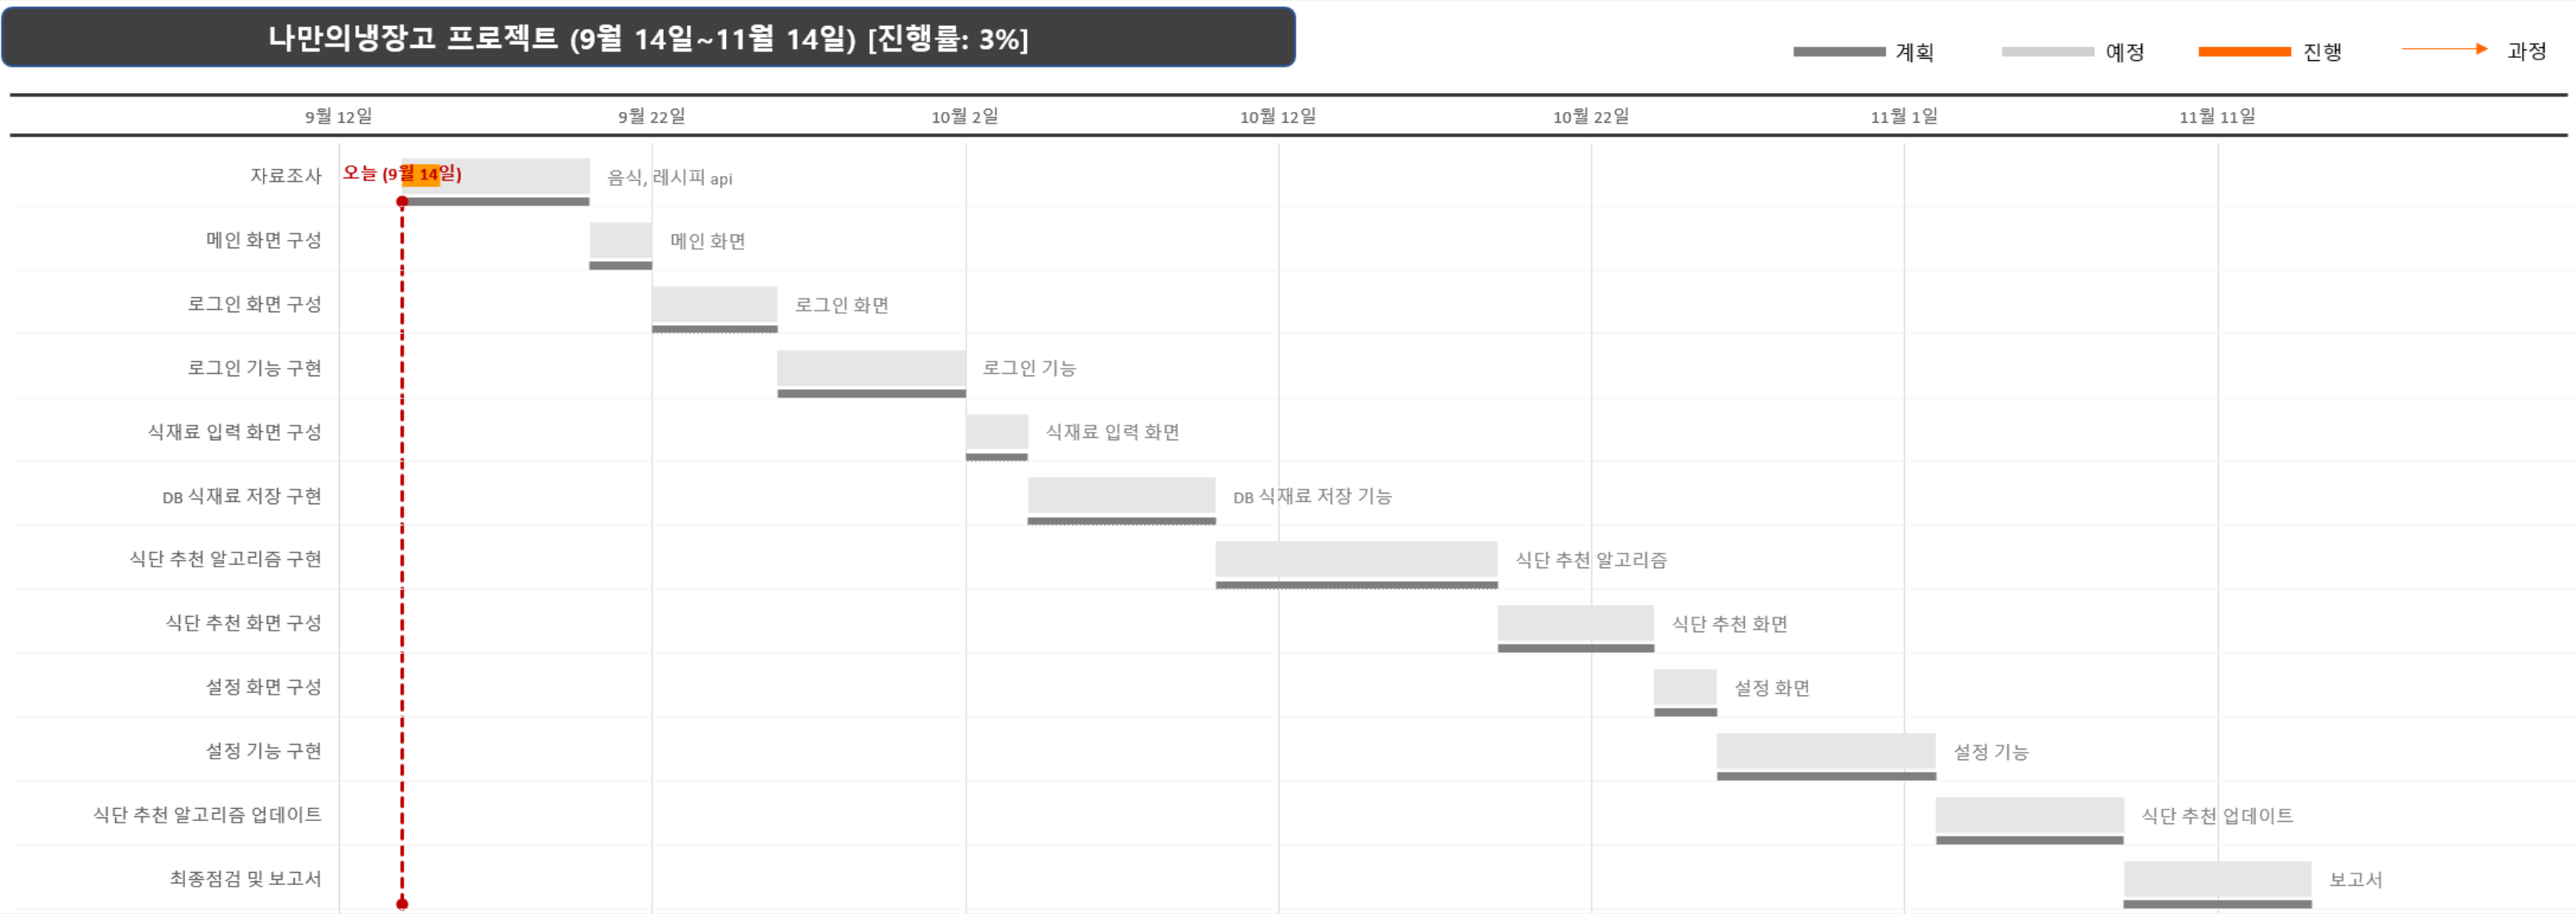 나만의냉장고 프로젝트 (9월 14일~11월 14일) [진행률: 3%]
계획 예정 진행 과정
9월 12일 9월 22일 10월 2일 10월 12일 10월 22일 11월 1일 11월 11일
자료조사 오늘 (9월 14일) 음식, 레시피 api
메인 화면 구성 메인 화면
로그인 화면 구성 로그인 화면
로그인 기능 구현 로그인 기능
식재료 입력 화면 구성 식재료 입력 화면
DB 식재료 저장 구현 DB 식재료 저장 기능
식단 추천 알고리즘 구현 식단 추천 알고리즘
식단 추천 화면 구성 식단 추천 화면
설정 화면 구성 설정 화면
설정 기능 구현 설정 기능
식단 추천 알고리즘 업데이트 식단 추천 업데이트
최종점검 및 보고서 보고서